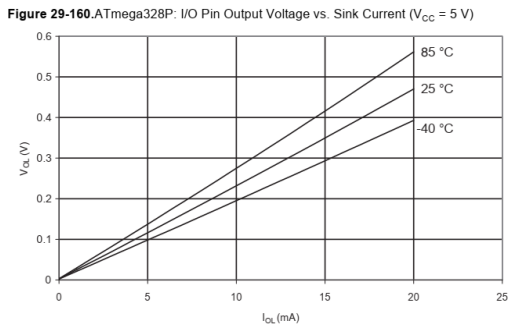 Figure 29-160.ATmega328P: I/O Pin Output Voltage vs. Sink Current (VCC = 5 V)
0.6
85 °C
0.5
25 °C
0.4
-40 °C
0.3
0.2
0.1
0
VOL (V)
0 5 10 15 20 25
IOL (mA)